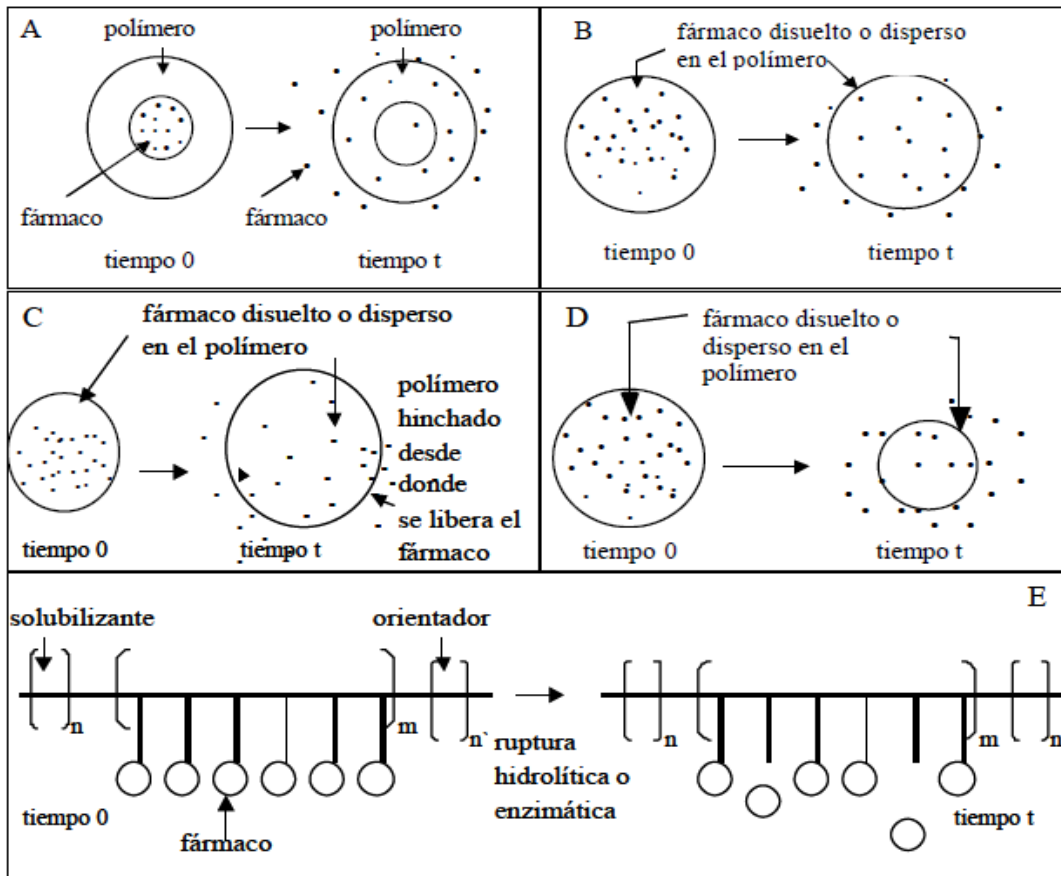 A
polímero
polímero
fármaco
fármaco
tiempo 0
tiempo t
B
fármaco disuelto o disperso
en el polímero
tiempo 0
tiempo t
C
fármaco disuelto o disperso
en el polímero
polímero
hinchado
desde
donde
se libera el
fármaco
tiempo 0
tiempo t
D
fármaco disuelto o
disperso en el
polímero
tiempo 0
tiempo t
E
solubilizante
orientador
n
m
n`
ruptura
hidrolítica o
enzimática
tiempo 0
fármaco
n
m
n
tiempo t